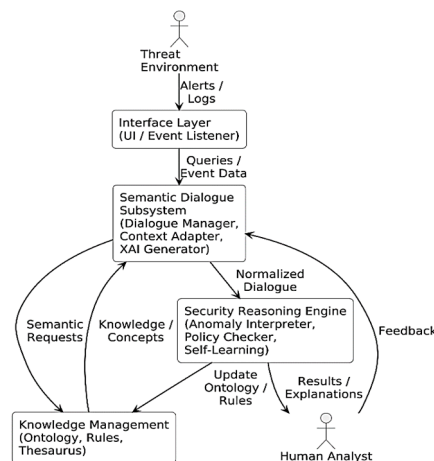 Threat
Environment
Alerts /
Logs
Interface Layer
(UI / Event Listener)
Queries /
Event Data
Semantic Dialogue
Subsystem
(Dialogue Manager,
Context Adapter,
XAI Generator)
Normalized
Dialogue
Semantic
Requests
Knowledge /
Concepts
Security Reasoning Engine
(Anomaly Interpreter,
Policy Checker,
Self-Learning)
Feedback
Update
Ontology /
Rules
Results /
Explanations
Knowledge Management
(Ontology, Rules,
Thesaurus)
Human Analyst